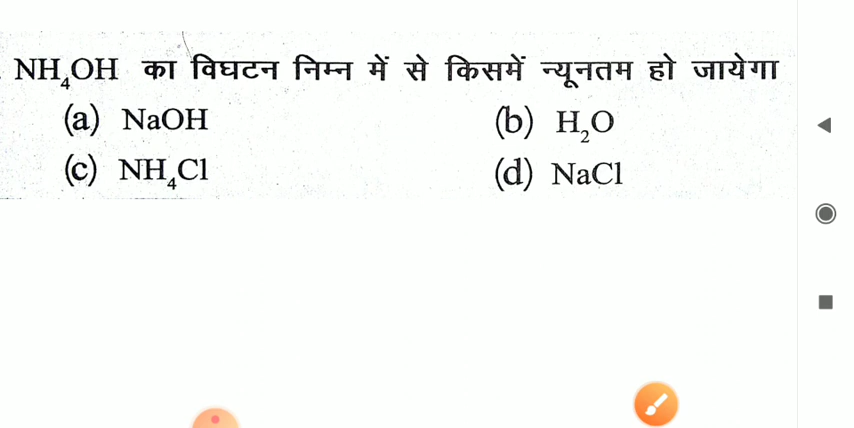 NH₄OH का विघटन निम्न में से किसमें न्यूनतम हो जायेगा
(a) NaOH (b) H₂O
(c) NH₄Cl (d) NaCl